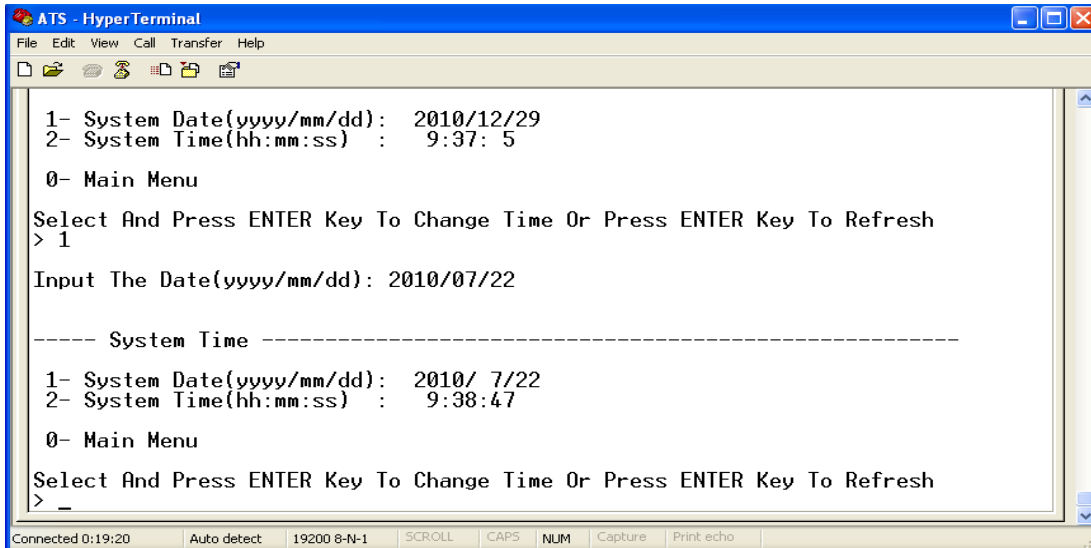 ATS - HyperTerminal
File Edit View Call Transfer Help
1- System Date(yyyy/mm/dd): 2010/12/29
2- System Time(hh:mm:ss) : 9:37: 5
0- Main Menu
Select And Press ENTER Key To Change Time Or Press ENTER Key To Refresh
> 1
Input The Date(yyyy/mm/dd): 2010/07/22
----- System Time -------------------------------------------------------
1- System Date(yyyy/mm/dd): 2010/ 7/22
2- System Time(hh:mm:ss) : 9:38:47
0- Main Menu
Select And Press ENTER Key To Change Time Or Press ENTER Key To Refresh
> _
Connected 0:19:20 Auto detect 19200 8-N-1 SCROLL CAPS NUM Capture Print echo